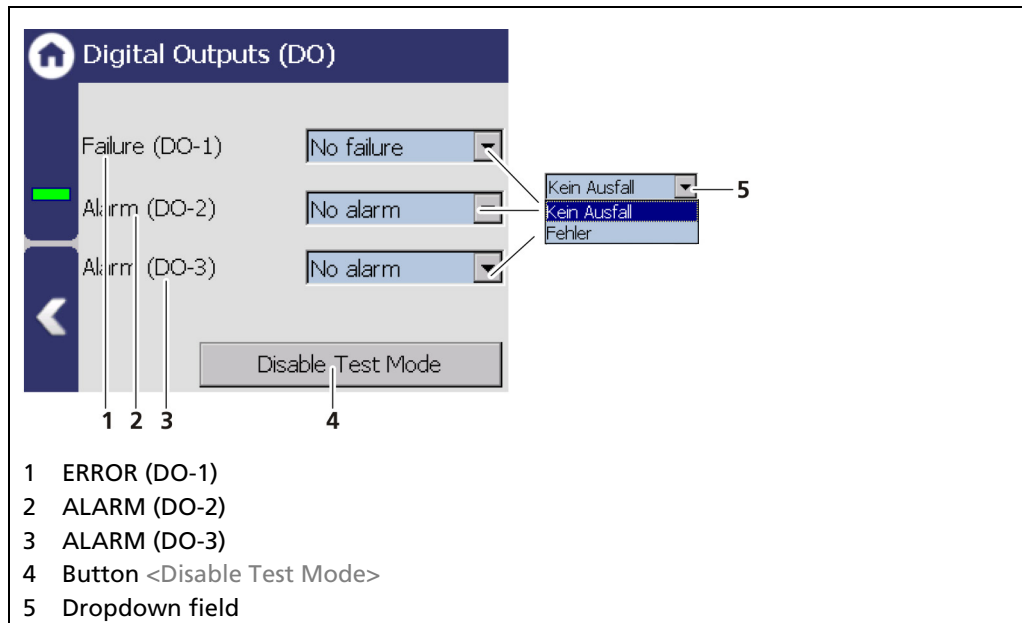 Digital Outputs (DO)
Failure (DO-1) No failure
Kein Ausfall 5
Alarm (DO-2) No alarm
Kein Ausfall
Fehler
Alarm (DO-3) No alarm
Disable Test Mode
1 2 3 4
1 ERROR (DO-1)
2 ALARM (DO-2)
3 ALARM (DO-3)
4 Button <Disable Test Mode>
5 Dropdown field